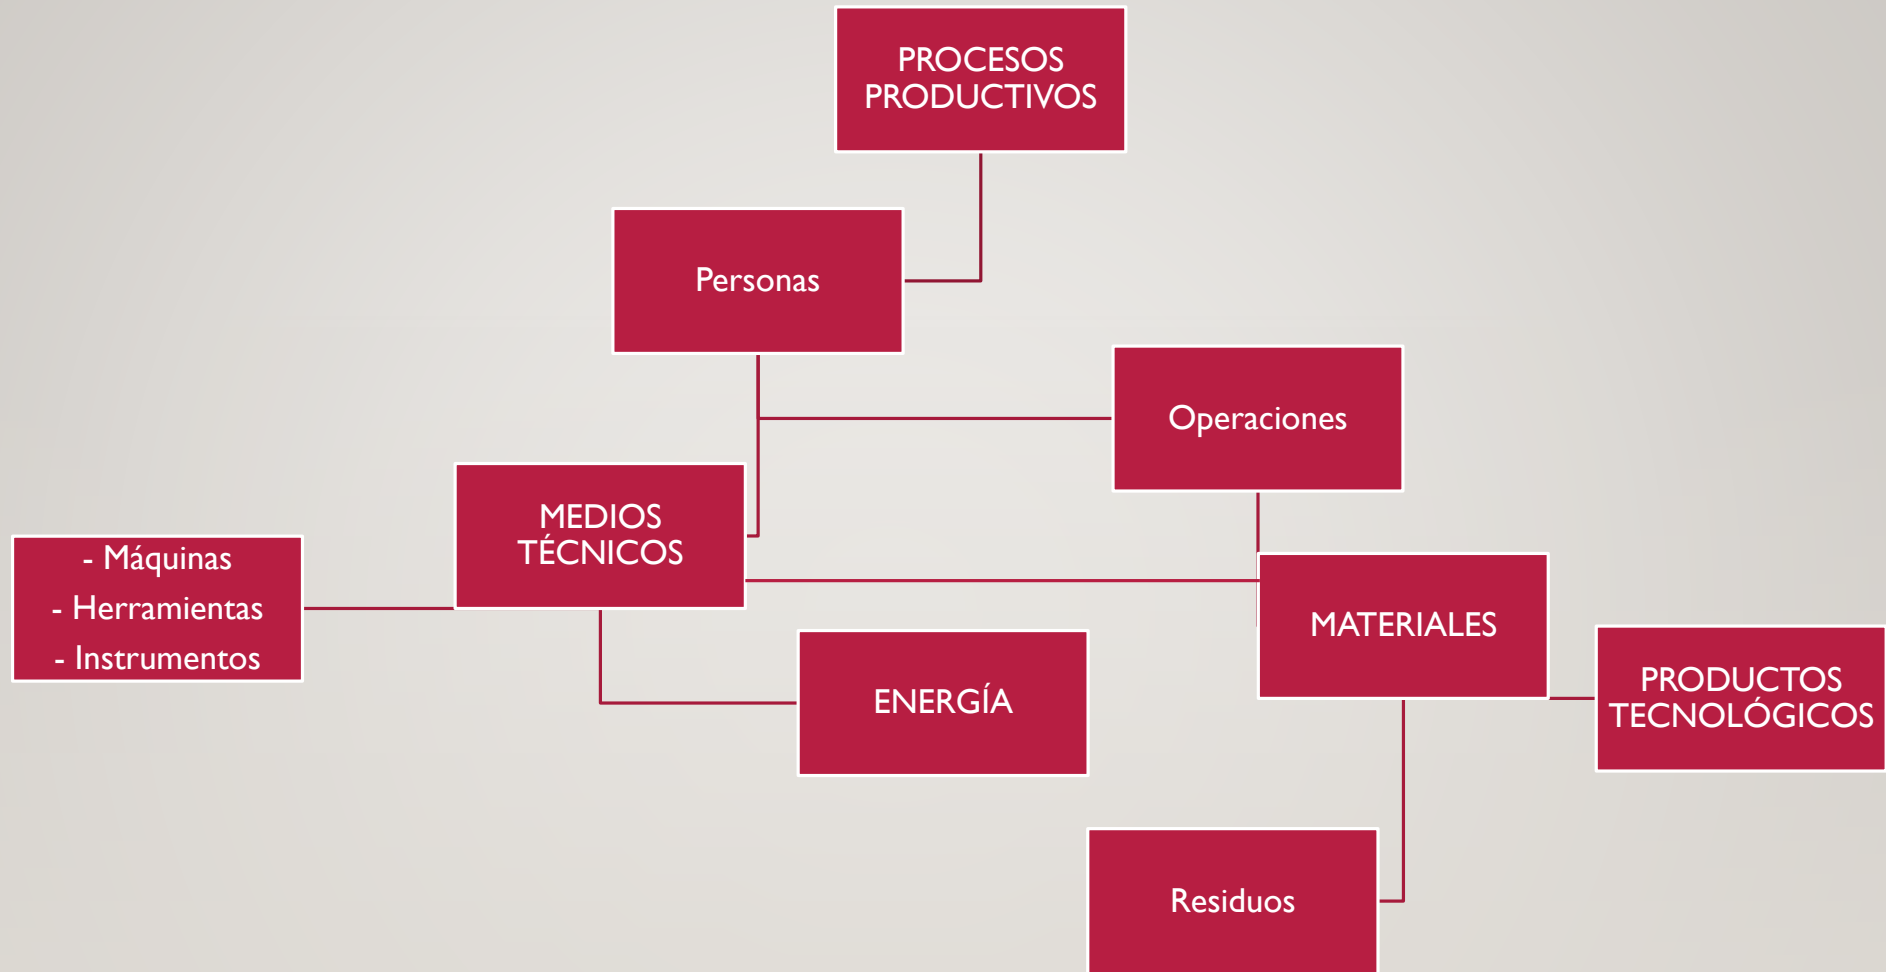 PROCESOS
PRODUCTIVOS
Personas
Operaciones
MEDIOS
TÉCNICOS
- Máquinas
- Herramientas
- Instrumentos
MATERIALES
ENERGÍA
PRODUCTOS
TECNOLÓGICOS
Residuos